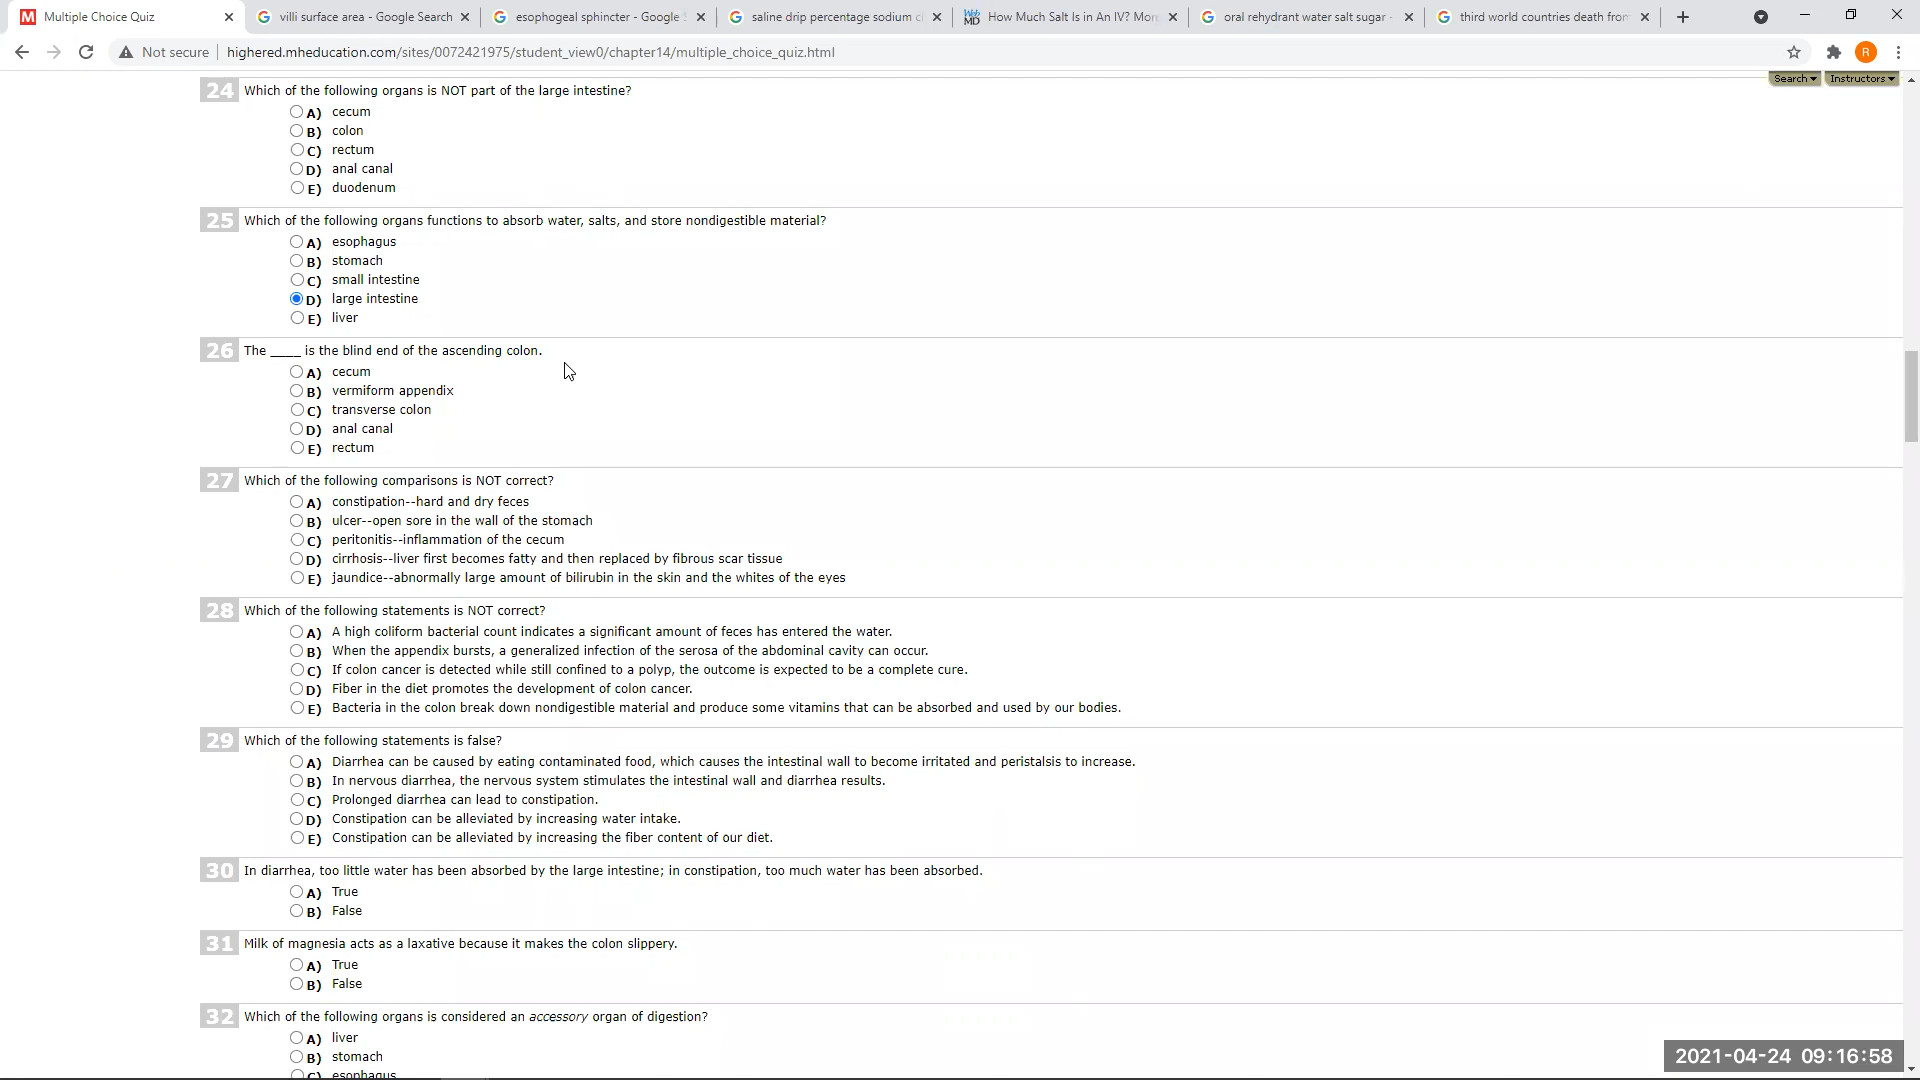 Multiple Choice Quiz
villi surface area - Google Search
esophogeal sphincter - Google
saline drip percentage sodium
How Much Salt Is in An IV? Mor
oral rehydrant water salt sugar -
third world countries death from
Not secure
highered.mheducation.com/sites/0072421975/student_view0/chapter14/multiple_choice_quiz.html
R
Search
Instructors
24 Which of the following organs is NOT part of the large intestine?
A) cecum
B) colon
C) rectum
D) anal canal
E) duodenum
25 Which of the following organs functions to absorb water, salts, and store nondigestible material?
A) esophagus
B) stomach
C) small intestine
D) large intestine
E) liver
26 The ____ is the blind end of the ascending colon.
A) cecum
B) vermiform appendix
C) transverse colon
D) anal canal
E) rectum
27 Which of the following comparisons is NOT correct?
A) constipation--hard and dry feces
B) ulcer--open sore in the wall of the stomach
C) peritonitis--inflammation of the cecum
D) cirrhosis--liver first becomes fatty and then replaced by fibrous scar tissue
E) jaundice--abnormally large amount of bilirubin in the skin and the whites of the eyes
28 Which of the following statements is NOT correct?
A) A high coliform bacterial count indicates a significant amount of feces has entered the water.
B) When the appendix bursts, a generalized infection of the serosa of the abdominal cavity can occur.
C) If colon cancer is detected while still confined to a polyp, the outcome is expected to be a complete cure.
D) Fiber in the diet promotes the development of colon cancer.
E) Bacteria in the colon break down nondigestible material and produce some vitamins that can be absorbed and used by our bodies.
29 Which of the following statements is false?
A) Diarrhea can be caused by eating contaminated food, which causes the intestinal wall to become irritated and peristalsis to increase.
B) In nervous diarrhea, the nervous system stimulates the intestinal wall and diarrhea results.
C) Prolonged diarrhea can lead to constipation.
D) Constipation can be alleviated by increasing water intake.
E) Constipation can be alleviated by increasing the fiber content of our diet.
30 In diarrhea, too little water has been absorbed by the large intestine; in constipation, too much water has been absorbed.
A) True
B) False
31 Milk of magnesia acts as a laxative because it makes the colon slippery.
A) True
B) False
32 Which of the following organs is considered an accessory organ of digestion?
A) liver
B) stomach
C) esophagus
2021-04-24 09:16:58